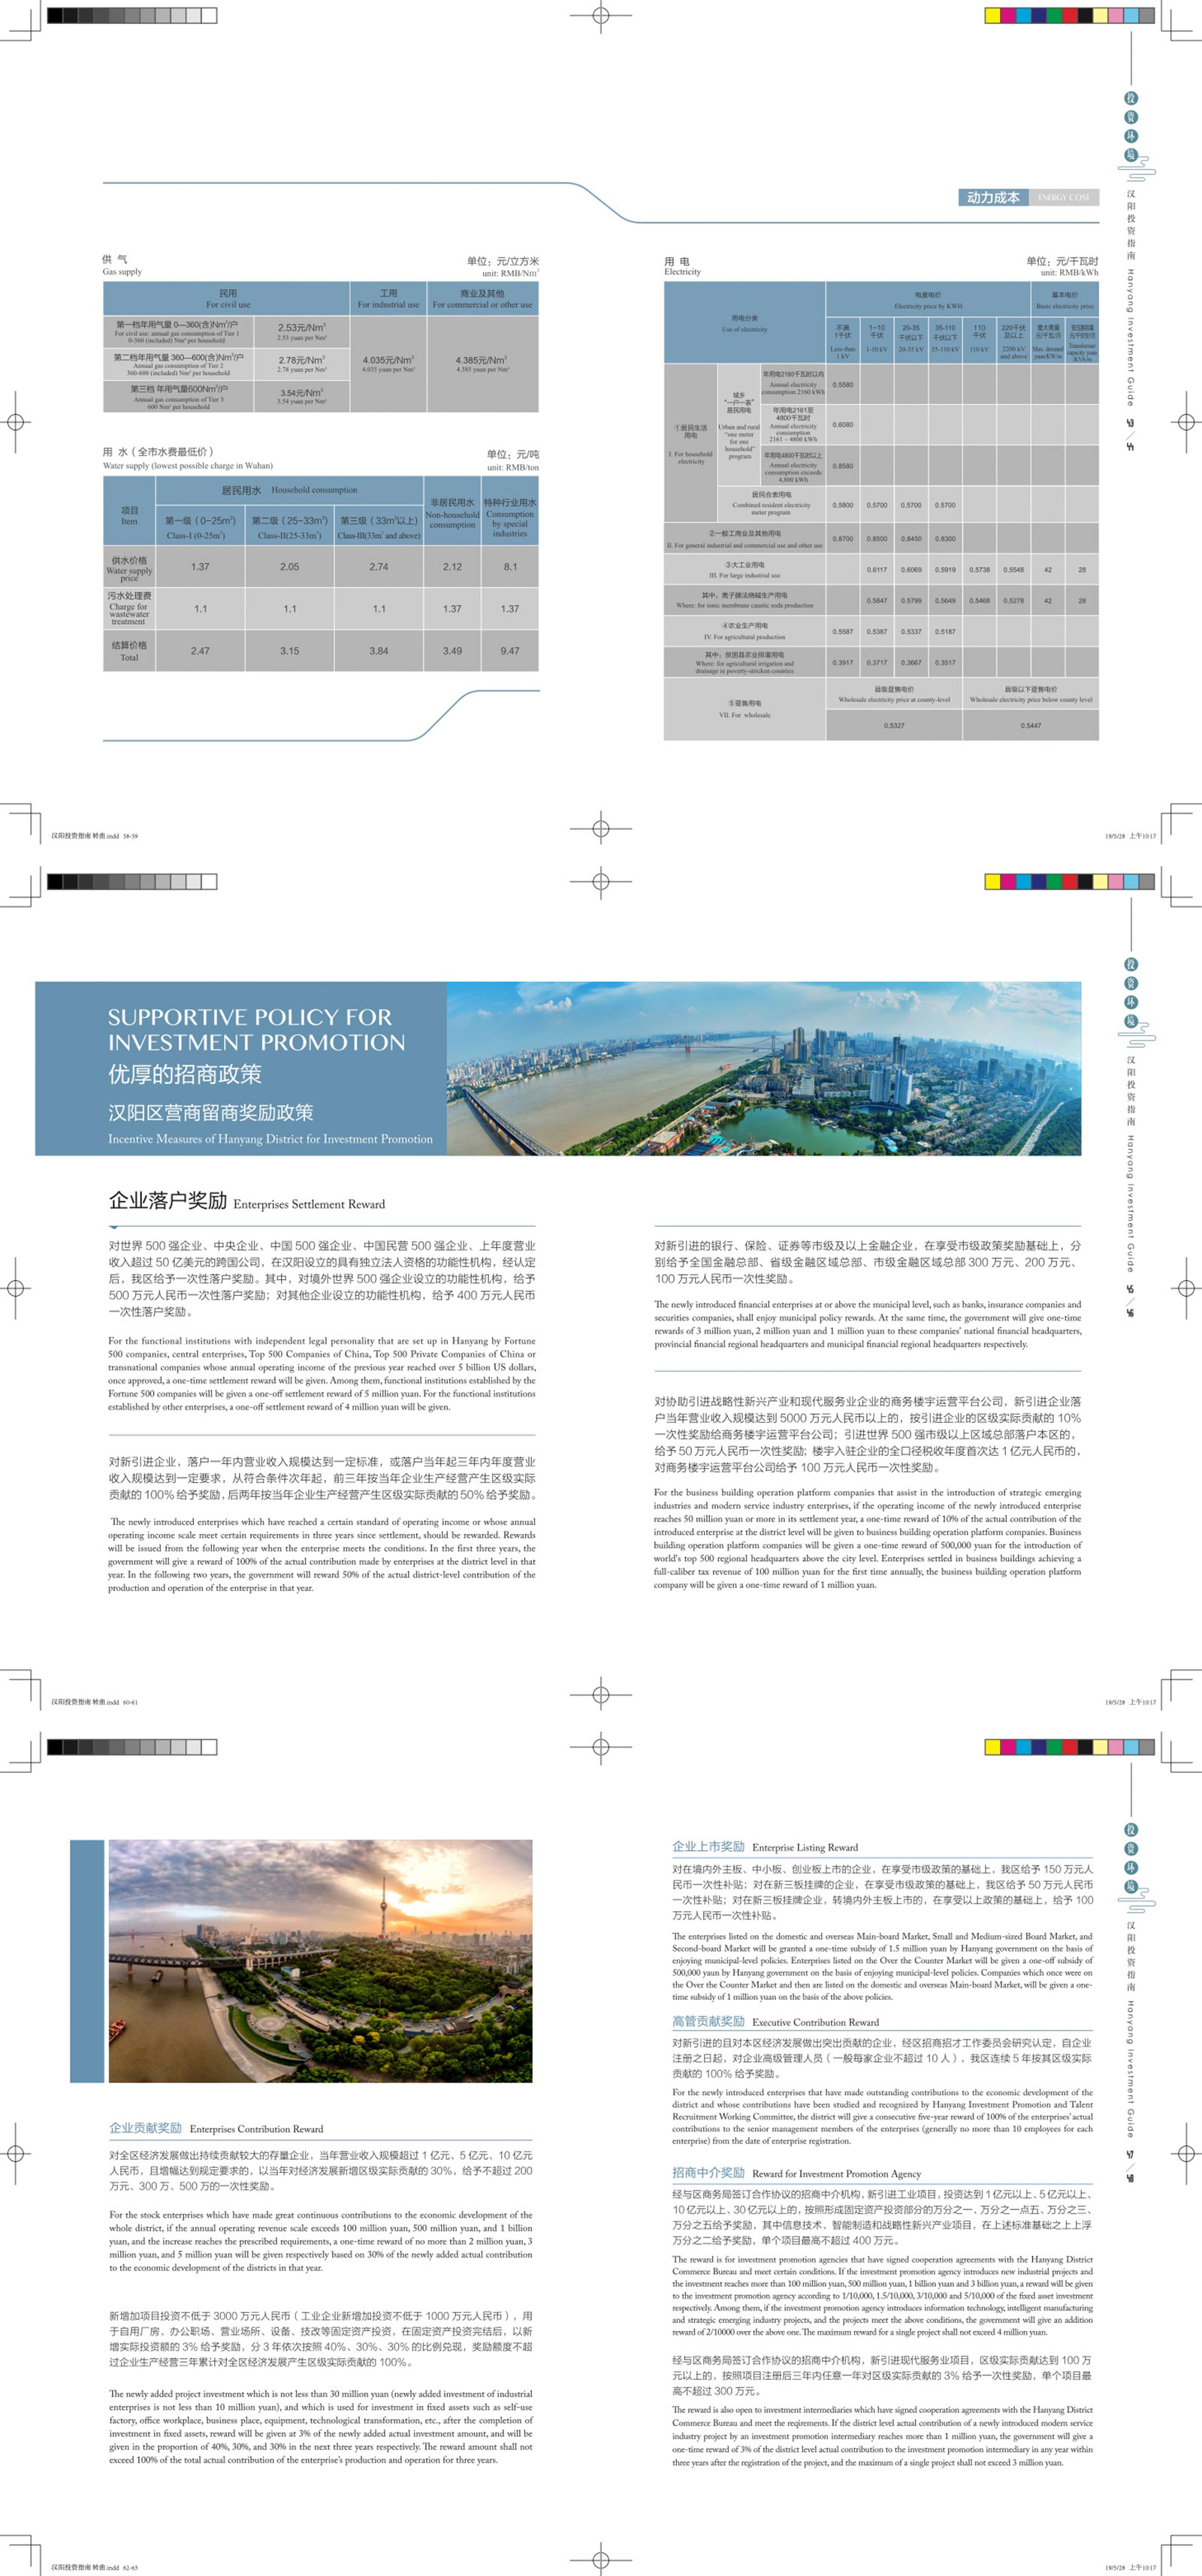 投资环境
汉阳投资指南 Hanyang Investment Guide 43/44
动力成本 ENERGY COST
供 气
Gas supply
单位：元/立方米
unit: RMB/Nm³
民用
For civil use
工用
For industrial use
商业及其他
For commercial or other use
第一档年用气量 0—360(含)Nm³/户
For civil use: annual gas consumption of Tier 1
0-360 (included) Nm³ per household
2.53元/Nm³
2.53 yuan per Nm³
第二档年用气量 360—600(含)Nm³/户
Annual gas consumption of Tier 2
360-600 (included) Nm³ per household
2.78元/Nm³
2.78 yuan per Nm³
第三档 年用气量600Nm³/户
Annual gas consumption of Tier 3
600 Nm³ per household
3.54元/Nm³
3.54 yuan per Nm³
4.035元/Nm³
4.035 yuan per Nm³
4.385元/Nm³
4.385 yuan per Nm³
用 水（全市水费最低价）
Water supply (lowest possible charge in Wuhan)
单位：元/吨
unit: RMB/ton
项目
Item
居民用水 Household consumption
第一级（0~25m³）
Class-I (0-25m³)
第二级（25~33m³）
Class-II(25-33m³)
第三级（33m³以上）
Class-III(33m³ and above)
非居民用水
Non-household
consumption
特种行业用水
Consumption
by special
industries
供水价格
Water supply
price
1.37 2.05 2.74 2.12 8.1
污水处理费
Charge for
wastewater
treatment
1.1 1.1 1.1 1.37 1.37
结算价格
Total
2.47 3.15 3.84 3.49 9.47
用 电
Electricity
单位：元/千瓦时
unit: RMB/kWh
用电分类
Use of electricity
电度电价
Electricity price by KWH
基本电价
Basic electricity price
不满
1千伏
Less than
1 kV
1~10
千伏
1-10 kV
20-35
千伏以下
20-35 kV
35-110
千伏以下
35-110 kV
110
千伏
110 kV
220千伏
及以上
2200 kV
and above
最大需量
元/千瓦/月
Max. demand
yuan/KW/m
变压器容量
元/千伏安/月
Transformer
capacity yuan/
KVA/m
①居民生活
用电
I. For household
electricity
城乡
“一户一表”
居民用电
Urban and rural
"one meter
for one
household"
program
年用电2160千瓦时以内
Annual electricity
consumption 2160 kWh
0.5580
年用电2161至
4800千瓦时
Annual electricity
consumption
2161 – 4800 kWh
0.6080
年用电4800千瓦时以上
Annual electricity
consumption exceeds
4,800 kWh
0.8580
居民合表用电
Combined resident electricity
meter program
0.5800 0.5700 0.5700 0.5700
②一般工商业及其他用电
II. For general industrial and commercial use and other use
0.8700 0.8500 0.8450 0.8300
③大工业用电
III. For large industrial use
0.6117 0.6069 0.5919 0.5738 0.5548 42 28
其中：离子膜法烧碱生产用电
Where: for ionic membrane caustic soda production
0.5847 0.5799 0.5649 0.5468 0.5278 42 28
④农业生产用电
IV. For agricultural production
0.5587 0.5387 0.5337 0.5187
其中：贫困县农业排灌用电
Where: for agricultural irrigation and
drainage in poverty-stricken counties
0.3917 0.3717 0.3667 0.3517
⑤趸售用电
VII. For wholesale
县级趸售电价
Wholesale electricity price at county-level
县级以下趸售电价
Wholesale electricity price below county level
0.5327 0.5447
汉阳投资指南 转曲.indd 58-59
19/5/28 上午10:17
投资环境
汉阳投资指南 Hanyang Investment Guide 45/46
SUPPORTIVE POLICY FOR
INVESTMENT PROMOTION
优厚的招商政策
汉阳区营商留商奖励政策
Incentive Measures of Hanyang District for Investment Promotion
企业落户奖励 Enterprises Settlement Reward
对世界 500 强企业、中央企业、中国 500 强企业、中国民营 500 强企业、上年度营业
收入超过 50 亿美元的跨国公司，在汉阳设立的具有独立法人资格的功能性机构，经认定
后，我区给予一次性落户奖励。其中，对境外世界 500 强企业设立的功能性机构，给予
500 万元人民币一次性落户奖励；对其他企业设立的功能性机构，给予 400 万元人民币
一次性落户奖励。
For the functional institutions with independent legal personality that are set up in Hanyang by Fortune
500 companies, central enterprises, Top 500 Companies of China, Top 500 Private Companies of China or
transnational companies whose annual operating income of the previous year reached over 5 billion US dollars,
once approved, a one-time settlement reward will be given. Among them, functional institutions established by the
Fortune 500 companies will be given a one-off settlement reward of 5 million yuan. For the functional institutions
established by other enterprises, a one-off settlement reward of 4 million yuan will be given.
对新引进企业，落户一年内营业收入规模达到一定标准，或落户当年起三年内年度营业
收入规模达到一定要求，从符合条件次年起，前三年按当年企业生产经营产生区级实际
贡献的 100% 给予奖励，后两年按当年企业生产经营产生区级实际贡献的 50% 给予奖励。
The newly introduced enterprises which have reached a certain standard of operating income or whose annual
operating income scale meet certain requirements in three years since settlement, should be rewarded. Rewards
will be issued from the following year when the enterprise meets the conditions. In the first three years, the
government will give a reward of 100% of the actual contribution made by enterprises at the district level in that
year. In the following two years, the government will reward 50% of the actual district-level contribution of the
production and operation of the enterprise in that year.
对新引进的银行、保险、证券等市级及以上金融企业，在享受市级政策奖励基础上，分
别给予全国金融总部、省级金融区域总部、市级金融区域总部 300 万元、200 万元、
100 万元人民币一次性奖励。
The newly introduced financial enterprises at or above the municipal level, such as banks, insurance companies and
securities companies, shall enjoy municipal policy rewards. At the same time, the government will give one-time
rewards of 3 million yuan, 2 million yuan and 1 million yuan to these companies' national financial headquarters,
provincial financial regional headquarters and municipal financial regional headquarters respectively.
对协助引进战略性新兴产业和现代服务业企业的商务楼宇运营平台公司，新引进企业落
户当年营业收入规模达到 5000 万元人民币以上的，按引进企业的区级实际贡献的 10%
一次性奖励给商务楼宇运营平台公司；引进世界 500 强市级以上区域总部落户本区的，
给予 50 万元人民币一次性奖励；楼宇入驻企业的全口径税收年度首次达 1 亿元人民币的，
对商务楼宇运营平台公司给予 100 万元人民币一次性奖励。
For the business building operation platform companies that assist in the introduction of strategic emerging
industries and modern service industry enterprises, if the operating income of the newly introduced enterprise
reaches 50 million yuan or more in its settlement year, a one-time reward of 10% of the actual contribution of the
introduced enterprise at the district level will be given to business building operation platform companies. Business
building operation platform companies will be given a one-time reward of 500,000 yuan for the introduction of
world's top 500 regional headquarters above the city level. Enterprises settled in business buildings achieving a
full-caliber tax revenue of 100 million yuan for the first time annually, the business building operation platform
company will be given a one-time reward of 1 million yuan.
汉阳投资指南 转曲.indd 60-61
19/5/28 上午10:17
投资环境
汉阳投资指南 Hanyang Investment Guide 47/48
企业贡献奖励 Enterprises Contribution Reward
对全区经济发展做出持续贡献较大的存量企业，当年营业收入规模超过 1 亿元、5 亿元、10 亿元
人民币，且增幅达到规定要求的，以当年对经济发展新增区级实际贡献的 30%，给予不超过 200
万元、300 万、500 万的一次性奖励。
For the stock enterprises which have made great continuous contributions to the economic development of the
whole district, if the annual operating revenue scale exceeds 100 million yuan, 500 million yuan, and 1 billion
yuan, and the increase reaches the prescribed requirements, a one-time reward of no more than 2 million yuan, 3
million yuan, and 5 million yuan will be given respectively based on 30% of the newly added actual contribution
to the economic development of the districts in that year.
新增加项目投资不低于 3000 万元人民币（工业企业新增加投资不低于 1000 万元人民币），用
于自用厂房、办公职场、营业场所、设备、技改等固定资产投资，在固定资产投资完结后，以新
增实际投资额的 3% 给予奖励，分 3 年依次按照 40%、30%、30% 的比例兑现，奖励额度不超
过企业生产经营三年累计对全区经济发展产生区级实际贡献的 100%。
The newly added project investment which is not less than 30 million yuan (newly added investment of industrial
enterprises is not less than 10 million yuan), and which is used for investment in fixed assets such as self-use
factory, office workplace, business place, equipment, technological transformation, etc., after the completion of
investment in fixed assets, reward will be given at 3% of the newly added actual investment amount, and will be
given in the proportion of 40%, 30%, and 30% in the next three years respectively. The reward amount shall not
exceed 100% of the total actual contribution of the enterprise's production and operation for three years.
企业上市奖励 Enterprise Listing Reward
对在境内外主板、中小板、创业板上市的企业，在享受市级政策的基础上，我区给予 150 万元人
民币一次性补贴；对在新三板挂牌的企业，在享受市级政策的基础上，我区给予 50 万元人民币
一次性补贴；对在新三板挂牌企业，转境内外主板上市的，在享受以上政策的基础上，给予 100
万元人民币一次性补贴。
The enterprises listed on the domestic and overseas Main-board Market, Small and Medium-sized Board Market, and
Second-board Market will be granted a one-time subsidy of 1.5 million yuan by Hanyang government on the basis of
enjoying municipal-level policies. Enterprises listed on the Over the Counter Market will be given a one-off subsidy of
500,000 yaun by Hanyang government on the basis of enjoying municipal-level policies. Companies which once were on
the Over the Counter Market and then are listed on the domestic and overseas Main-board Market, will be given a one-
time subsidy of 1 million yuan on the basis of the above policies.
高管贡献奖励 Executive Contribution Reward
对新引进的且对本区经济发展做出突出贡献的企业，经区招商招才工作委员会研究认定，自企业
注册之日起，对企业高级管理人员（一般每家企业不超过 10 人），我区连续 5 年按其区级实际
贡献的 100% 给予奖励。
For the newly introduced enterprises that have made outstanding contributions to the economic development of the
district and whose contributions have been studied and recognized by Hanyang Investment Promotion and Talent
Recruitment Working Committee, the district will give a consecutive five-year reward of 100% of the enterprises' actual
contributions to the senior management members of the enterprises (generally no more than 10 employees for each
enterprise) from the date of enterprise registration.
招商中介奖励 Reward for Investment Promotion Agency
经与区商务局签订合作协议的招商中介机构，新引进工业项目，投资达到 1 亿元以上、5 亿元以上、
10 亿元以上、30 亿元以上的，按照形成固定资产投资部分的万分之一、万分之一点五、万分之三、
万分之五给予奖励，其中信息技术、智能制造和战略性新兴产业项目，在上述标准基础之上上浮
万分之二给予奖励，单个项目最高不超过 400 万元。
The reward is for investment promotion agencies that have signed cooperation agreements with the Hanyang District
Commerce Bureau and meet certain conditions. If the investment promotion agency introduces new industrial projects and
the investment reaches more than 100 million yuan, 500 million yuan, 1 billion yuan and 3 billion yuan, a reward will be given
to the investment promotion agency according to 1/10,000, 1.5/10,000, 3/10,000 and 5/10,000 of the fixed asset investment
respectively. Among them, if the investment promotion agency introduces information technology, intelligent manufacturing
and strategic emerging industry projects, and the projects meet the above conditions, the government will give an addition
reward of 2/10000 over the above one. The maximum reward for a single project shall not exceed 4 million yuan.
经与区商务局签订合作协议的招商中介机构，新引进现代服务业项目，区级实际贡献达到 100 万
元以上的，按照项目注册后三年内任意一年对区级实际贡献的 3% 给予一次性奖励，单个项目最
高不超过 300 万元。
The reward is also open to investment intermediaries which have signed cooperation agreements with the Hanyang District
Commerce Bureau and meet the reqirements. If the district level actual contribution of a newly introduced modern service
industry project by an investment promotion intermediary reaches more than 1 million yuan, the government will give a
one-time reward of 3% of the district level actual contribution to the investment promotion intermediary in any year within
three years after the registration of the project, and the maximum of a single project shall not exceed 3 million yuan.
汉阳投资指南 转曲.indd 62-63
19/5/28 上午10:17